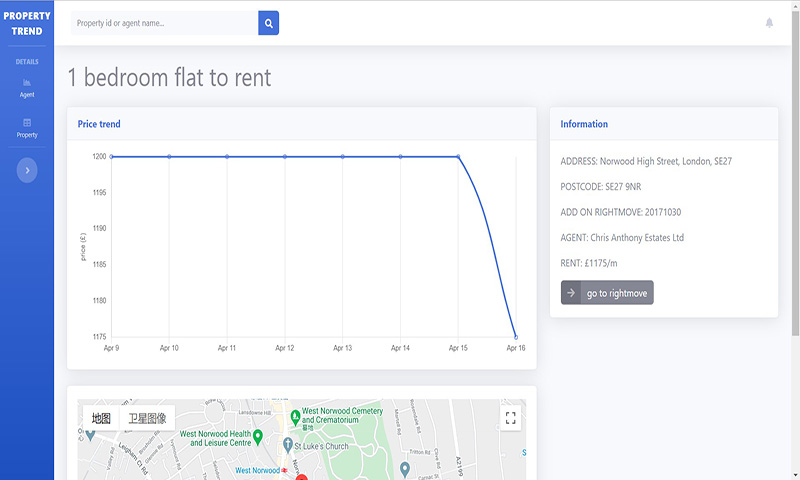 PROPERTY
TREND
Property id or agent name...
DETAILS
Agent
Property
1 bedroom flat to rent
Price trend
1200
1195
1190
1185
1180
1175
price (£)
Apr 9
Apr 10
Apr 11
Apr 12
Apr 13
Apr 14
Apr 15
Apr 16
Information
ADDRESS: Norwood High Street, London, SE27
POSTCODE: SE27 9NR
ADD ON RIGHTMOVE: 20171030
AGENT: Chris Anthony Estates Ltd
RENT: £1175/m
go to rightmove
地图
卫星图像
Lansdowne Hill
West Norwood Cemetery
and Crematorium
墓地
West Norwood Health
and Leisure Centre
St Luke's Church
West Norwood
Leigham Ct Rd
Tritton Rd
Carnac St
A2199